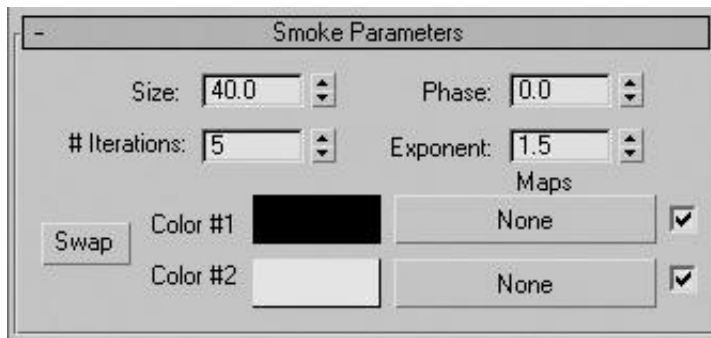 - Smoke Parameters
Size: 40.0 Phase: 0.0
# Iterations: 5 Exponent: 1.5
Maps
Color #1 None
Swap
Color #2 None